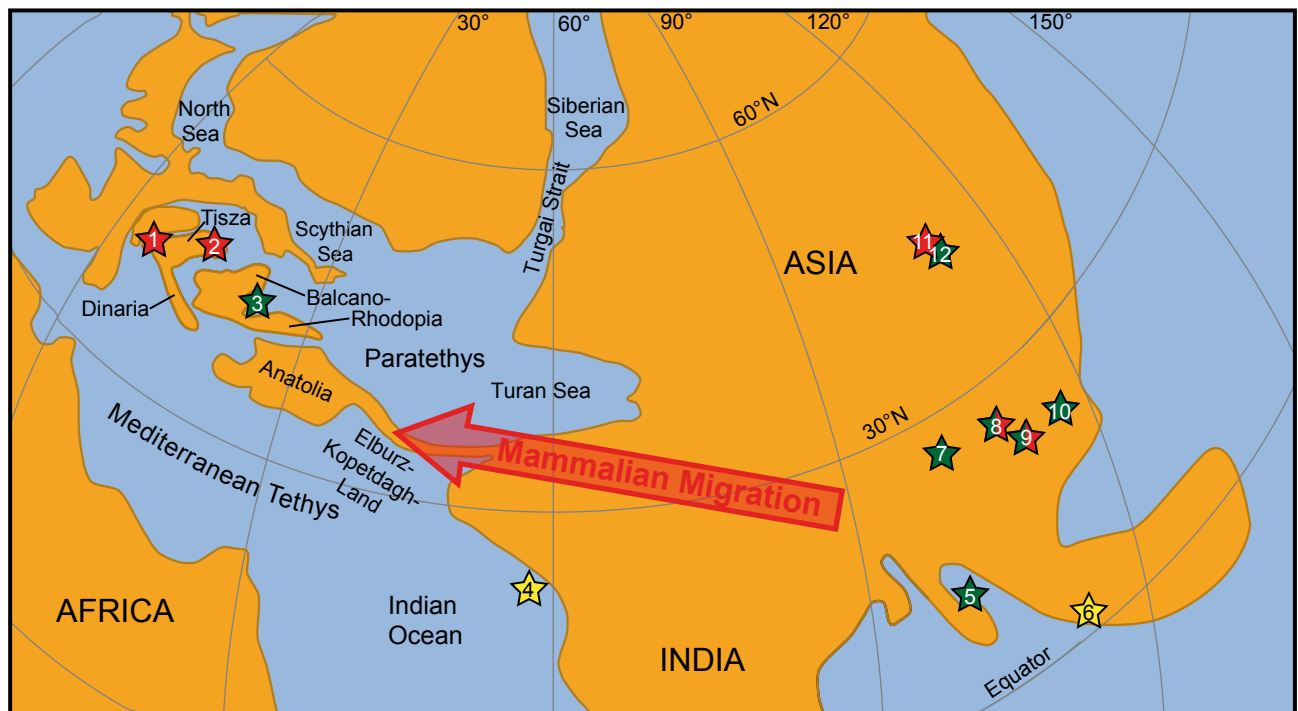 30°
60°
90°
120°
150°
North
Sea
Siberian
Sea
60°N
Turgai Strait
Tisza
Scythian
Sea
1
2
11
12
ASIA
3
Dinaria
Balcano-
Rhodopia
Paratethys
Anatolia
Turan Sea
Mediterranean Tethys
Elburz-
Kopetdagh-
Land
Mammalian Migration
30°N
7
8
9
10
AFRICA
Indian
Ocean
4
INDIA
5
6
Equator